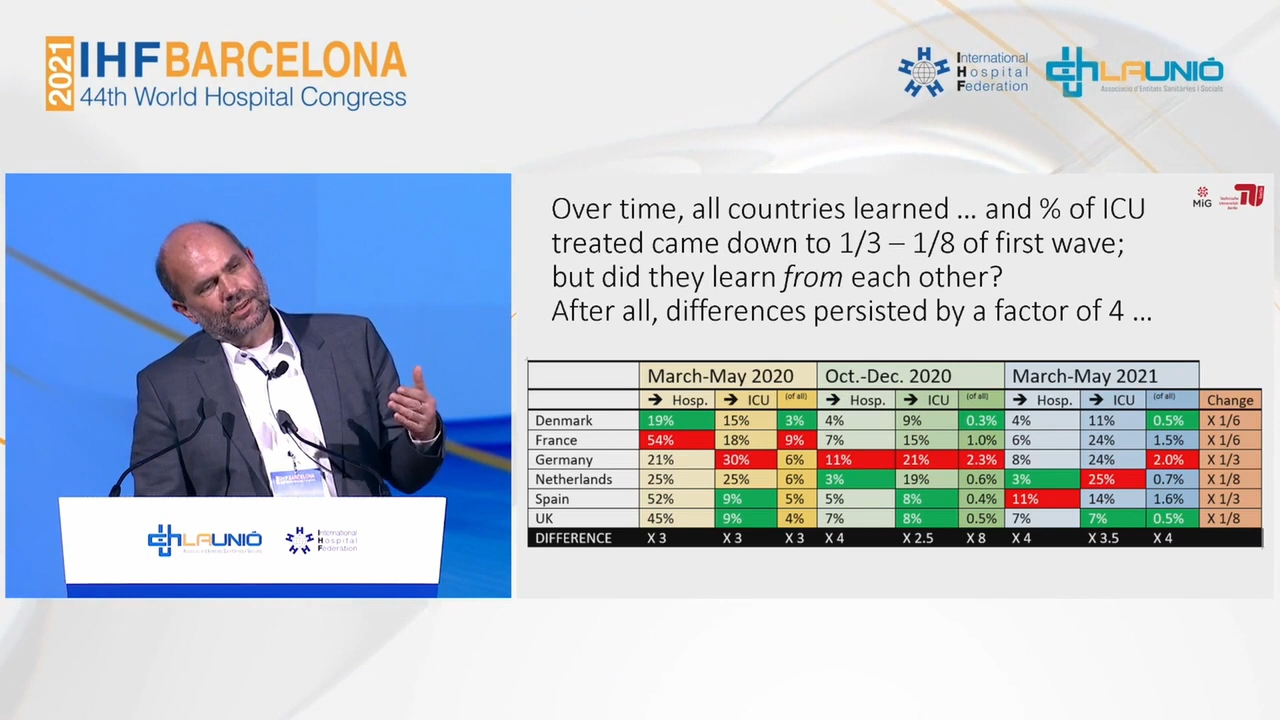 2021
IHF BARCELONA
44th World Hospital Congress
International
Hospital
Federation
LAUNIÓ
Associació d'Entitats Sanitàries i Socials
Over time, all countries learned … and % of ICU
treated came down to 1/3 – 1/8 of first wave;
but did they learn from each other?
After all, differences persisted by a factor of 4 …
MiG
Technische
Universität
Berlin
March-May 2020 Oct.-Dec. 2020 March-May 2021
➔ Hosp. ➔ ICU (of all) ➔ Hosp. ➔ ICU (of all) ➔ Hosp. ➔ ICU (of all) Change
Denmark 19% 15% 3% 4% 9% 0.3% 4% 11% 0.5% X 1/6
France 54% 18% 9% 7% 15% 1.0% 6% 24% 1.5% X 1/6
Germany 21% 30% 6% 11% 21% 2.3% 8% 24% 2.0% X 1/3
Netherlands 25% 25% 6% 3% 19% 0.6% 3% 25% 0.7% X 1/8
Spain 52% 9% 5% 5% 8% 0.4% 11% 14% 1.6% X 1/3
UK 45% 9% 4% 7% 8% 0.5% 7% 7% 0.5% X 1/8
DIFFERENCE X 3 X 3 X 3 X 4 X 2.5 X 8 X 4 X 3.5 X 4
IHF BARCELONA
LAUNIÓ
International
Hospital
Federation